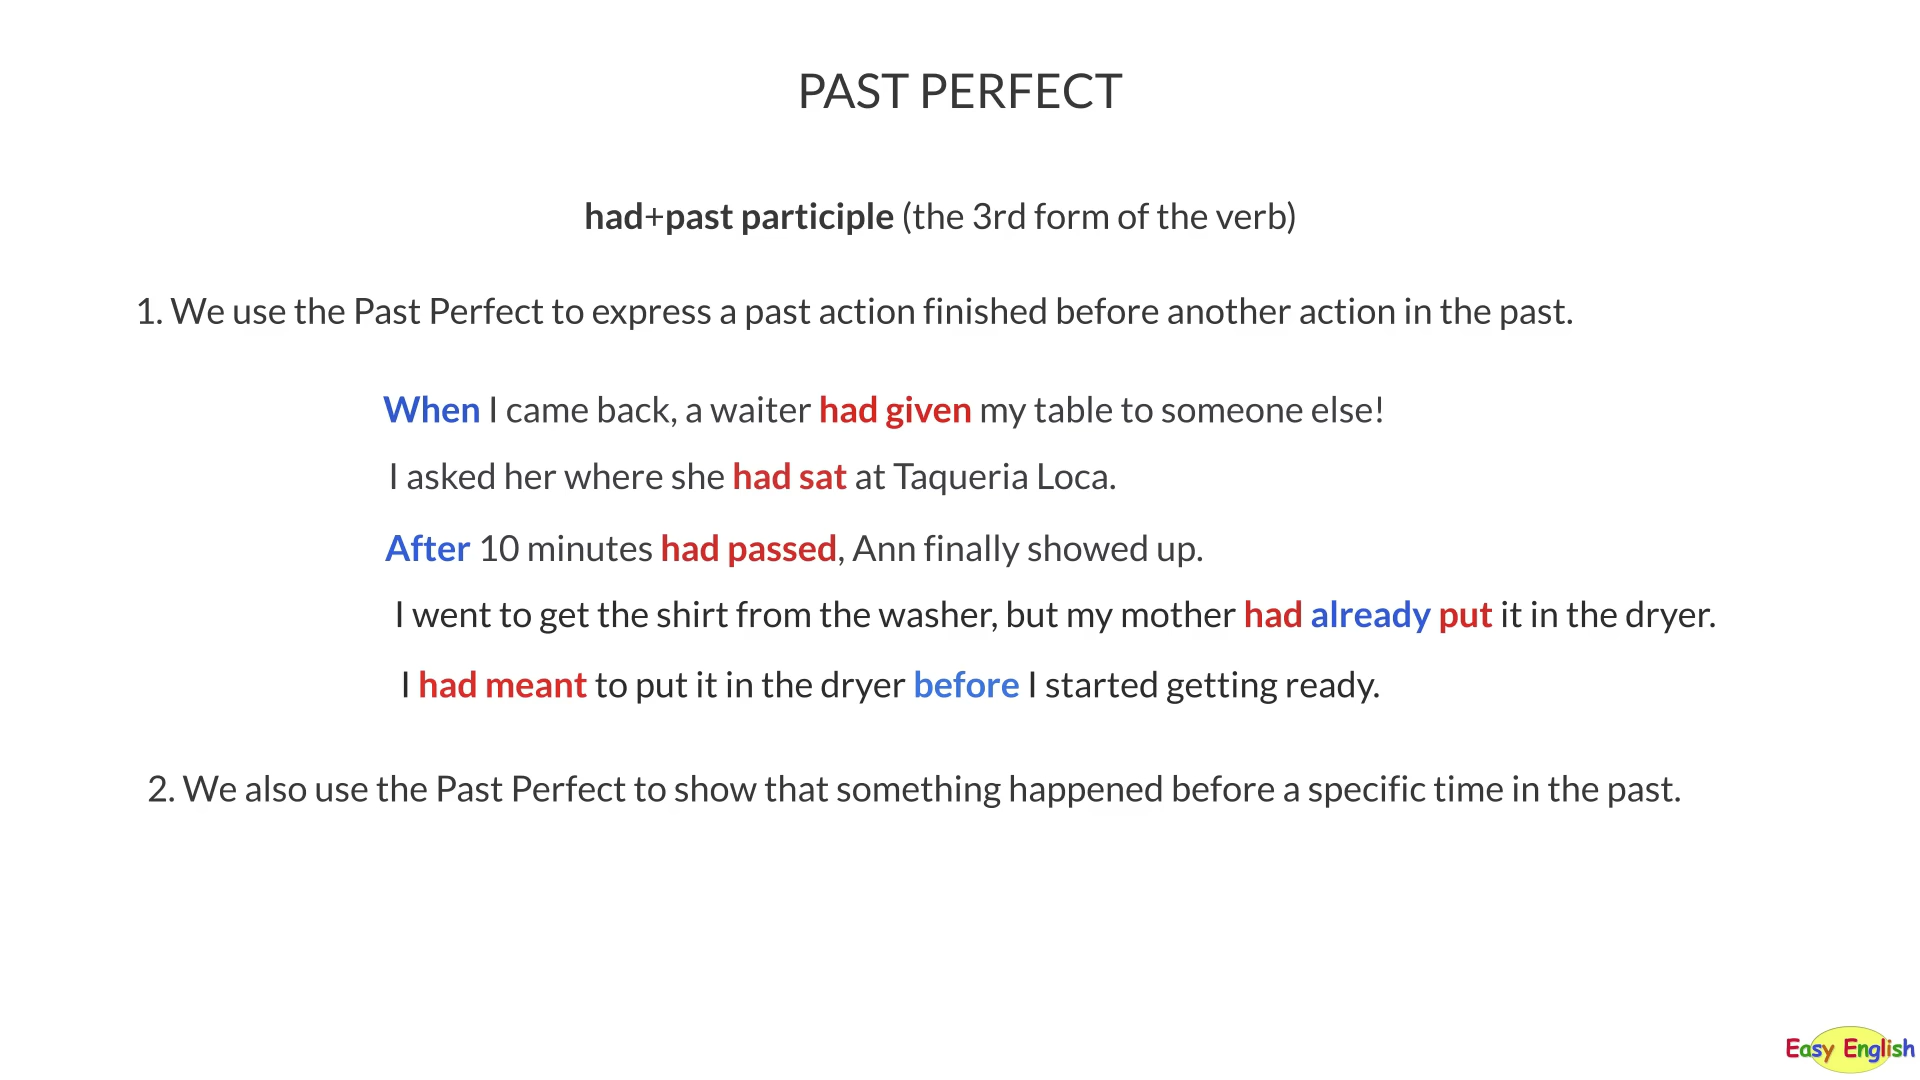 PAST PERFECT
had+past participle (the 3rd form of the verb)
1. We use the Past Perfect to express a past action finished before another action in the past.
When I came back, a waiter had given my table to someone else!
I asked her where she had sat at Taqueria Loca.
After 10 minutes had passed, Ann finally showed up.
I went to get the shirt from the washer, but my mother had already put it in the dryer.
I had meant to put it in the dryer before I started getting ready.
2. We also use the Past Perfect to show that something happened before a specific time in the past.
Easy English